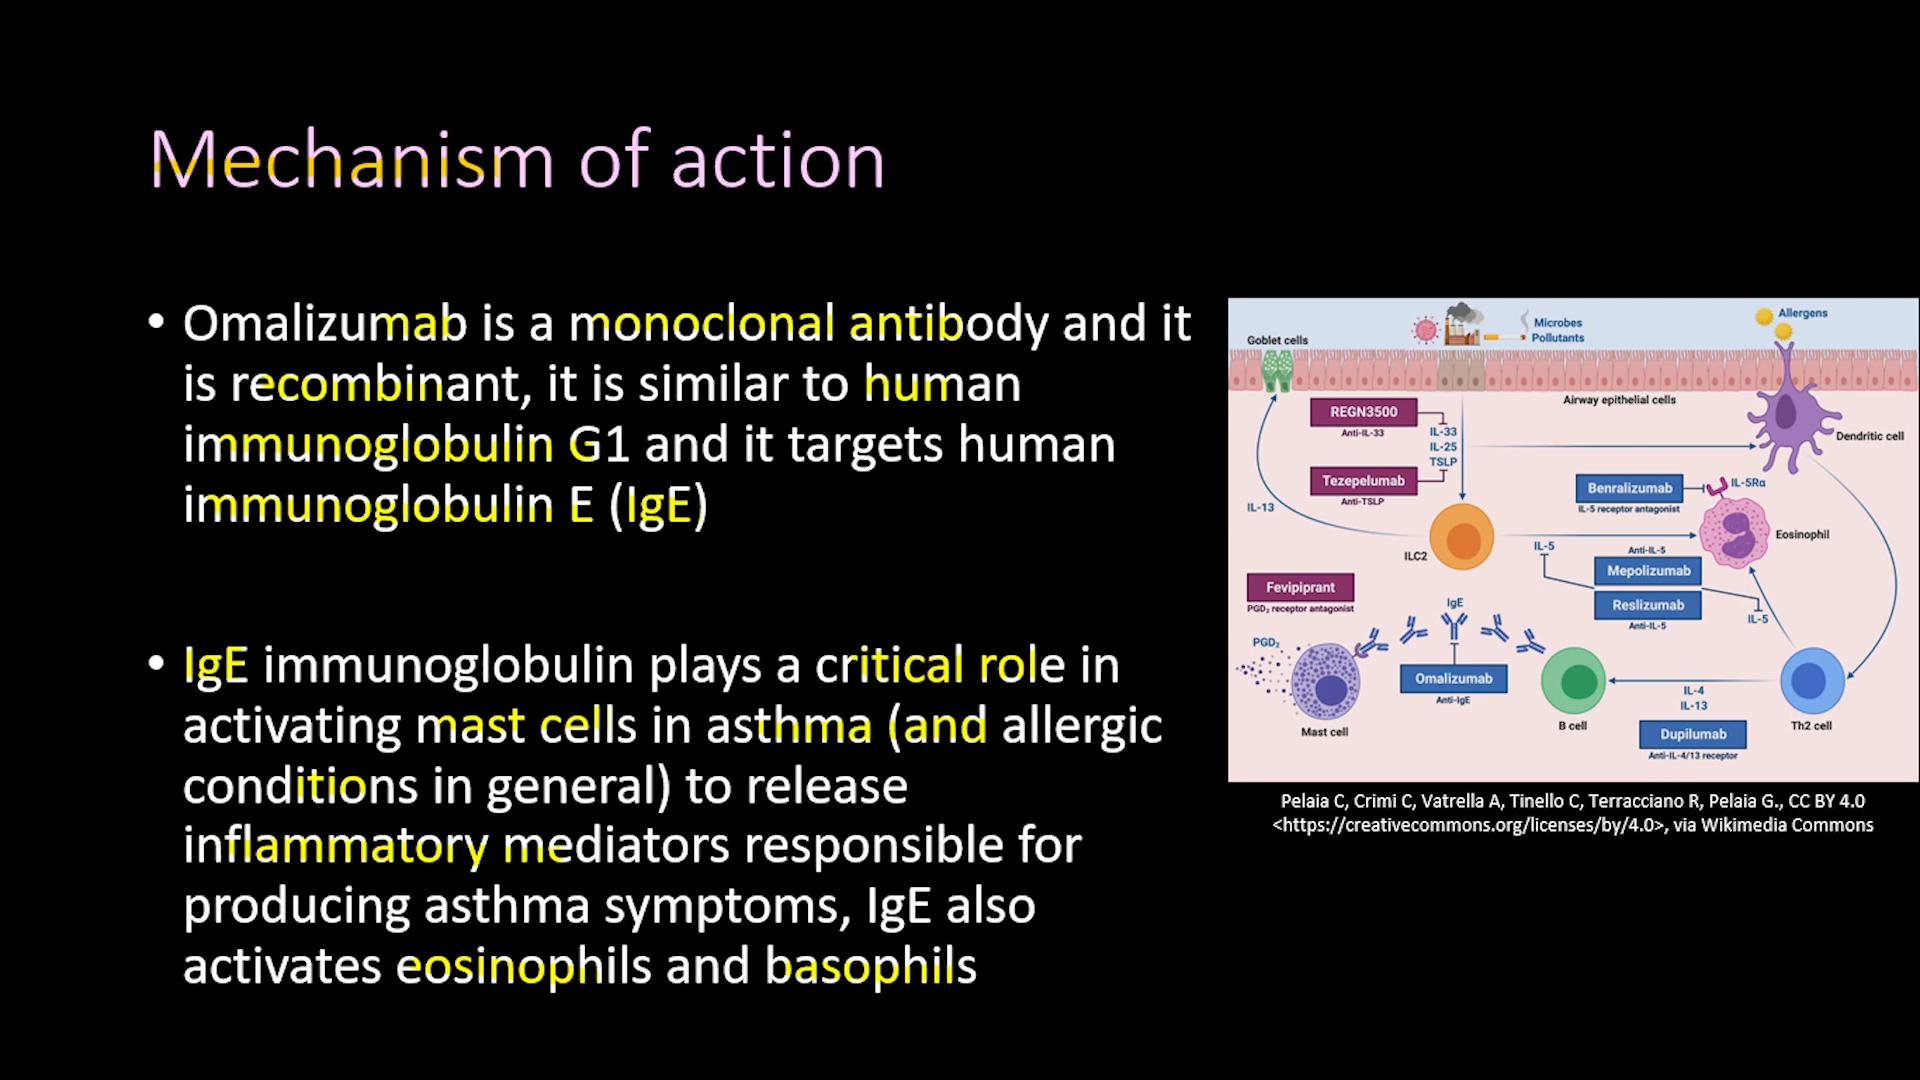 Mechanism of action
• Omalizumab is a monoclonal antibody and it
is recombinant, it is similar to human
immunoglobulin G1 and it targets human
immunoglobulin E (IgE)
• IgE immunoglobulin plays a critical role in
activating mast cells in asthma (and allergic
conditions in general) to release
inflammatory mediators responsible for
producing asthma symptoms, IgE also
activates eosinophils and basophils
Allergens
Microbes
Pollutants
Goblet cells
Airway epithelial cells
REGN3500
Anti-IL-33
IL-33
IL-25
TSLP
Dendritic cell
Tezepelumab
Anti-TSLP
Benralizumab
IL-5 receptor antagonist
IL-5Rα
IL-13
ILC2
Eosinophil
IL-5
Anti-IL-5
Mepolizumab
Reslizumab
Anti-IL-5
IL-5
Fevipiprant
PGD₂ receptor antagonist
IgE
PGD₂
Omalizumab
Anti-IgE
Mast cell
B cell
IL-4
IL-13
Th2 cell
Dupilumab
Anti-IL-4/13 receptor
Pelaia C, Crimi C, Vatrella A, Tinello C, Terracciano R, Pelaia G., CC BY 4.0
<https://creativecommons.org/licenses/by/4.0>, via Wikimedia Commons